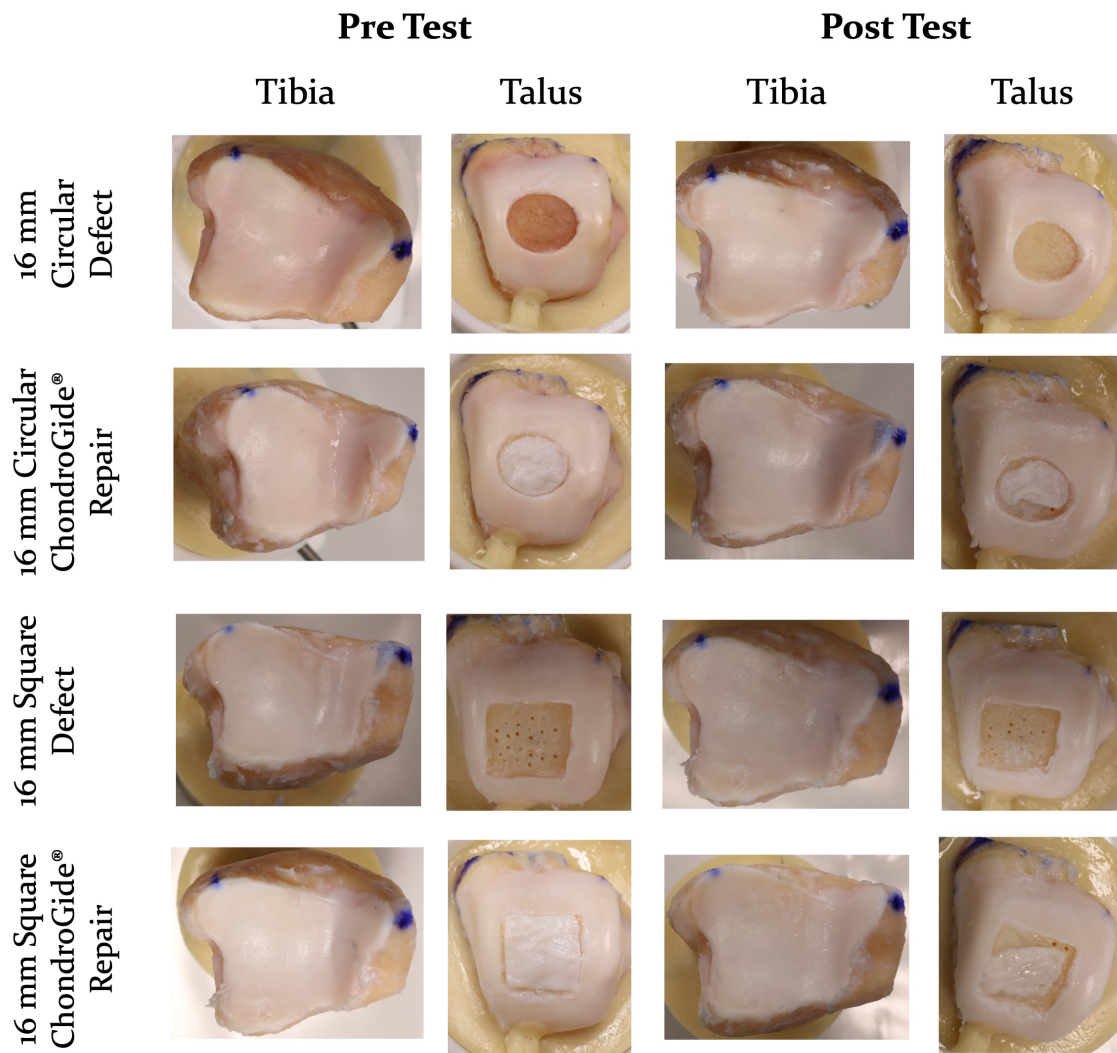 Pre Test
Post Test
Tibia
Talus
Tibia
Talus
16 mm
Circular
Defect
16 mm Circular
ChondroGide®
Repair
16 mm Square
Defect
16 mm Square
ChondroGide®
Repair